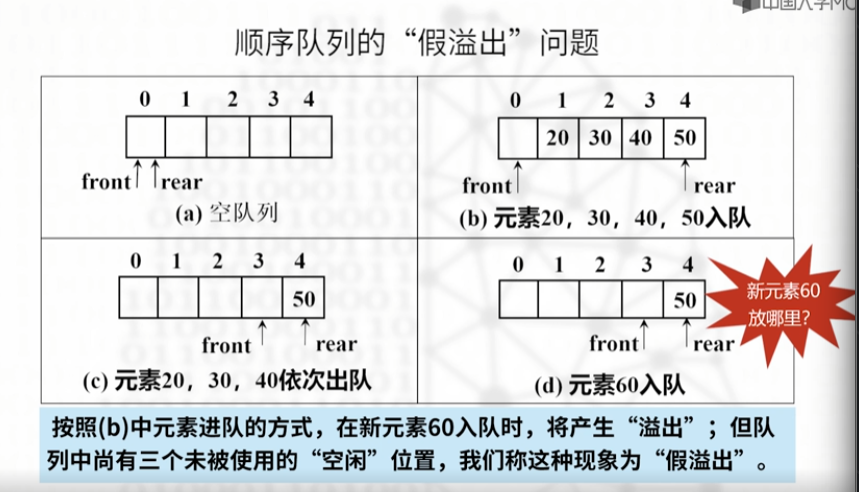 中国大学MO
顺序队列的“假溢出”问题
0 1 2 3 4
front rear
(a) 空队列
0 1 2 3 4
20 30 40 50
front rear
(b) 元素20，30，40，50入队
0 1 2 3 4
50
front rear
(c) 元素20，30，40依次出队
0 1 2 3 4
50
front rear
(d) 元素60入队
新元素60
放哪里？
按照(b)中元素进队的方式，在新元素60入队时，将产生“溢出”；但队
列中尚有三个未被使用的“空闲”位置，我们称这种现象为“假溢出”。